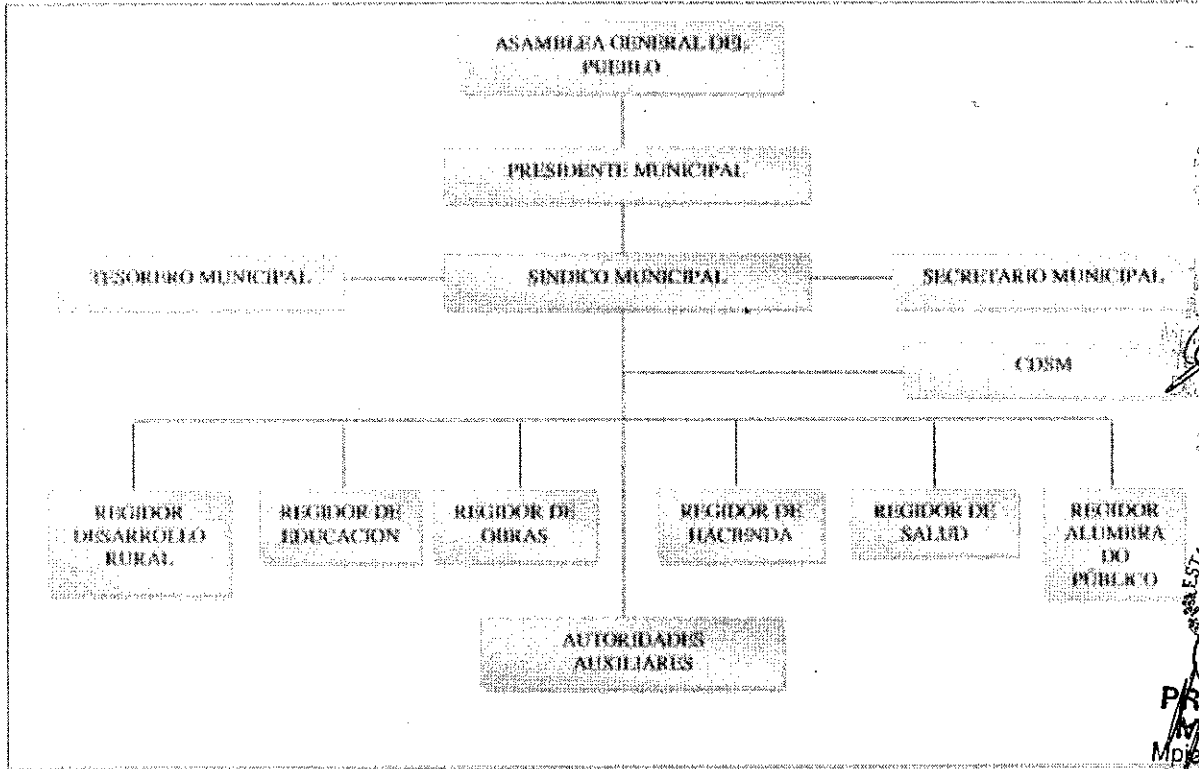 ASAMBLEA GENERAL DEL
PUEBLO
PRESIDENTE MUNICIPAL
TESORERO MUNICIPAL
SINDICO MUNICIPAL
SECRETARIO MUNICIPAL
CDSM
REGIDOR
DESARROLLO
RURAL
REGIDOR DE
EDUCACION
REGIDOR DE
OBRAS
REGIDOR DE
HACIENDA
REGIDOR DE
SALUD
REGIDOR
ALUMBRA
DO
PÚBLICO
AUTORIDADES
AUXILIARES